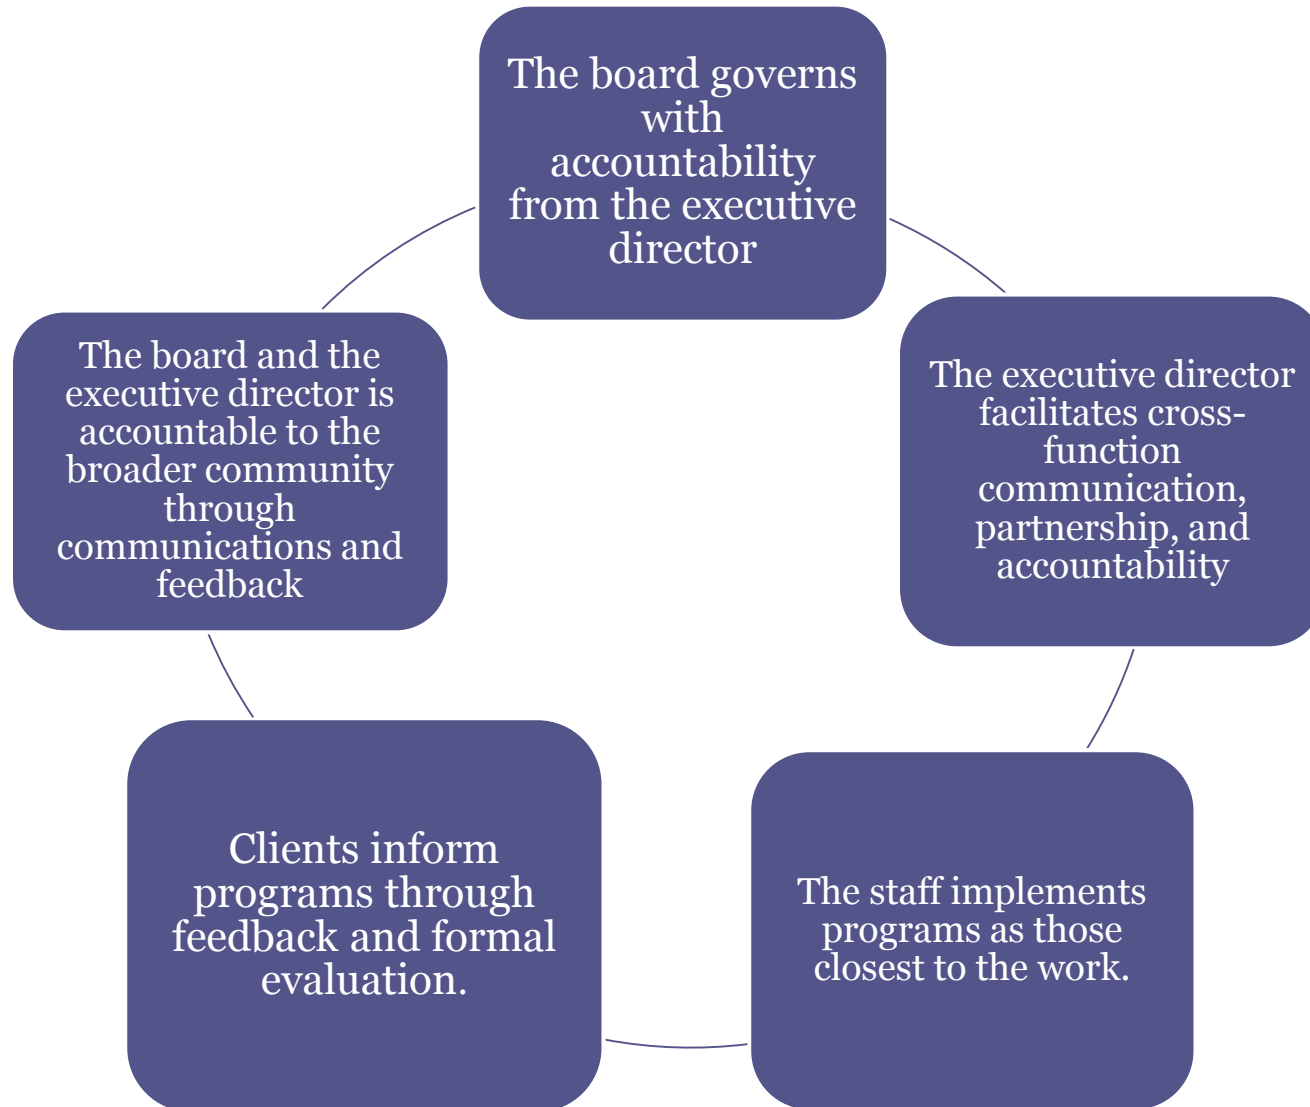 The board governs
with
accountability
from the executive
director
The executive director
facilitates cross-
function
communication,
partnership, and
accountability
The staff implements
programs as those
closest to the work.
Clients inform
programs through
feedback and formal
evaluation.
The board and the
executive director is
accountable to the
broader community
through
communications and
feedback